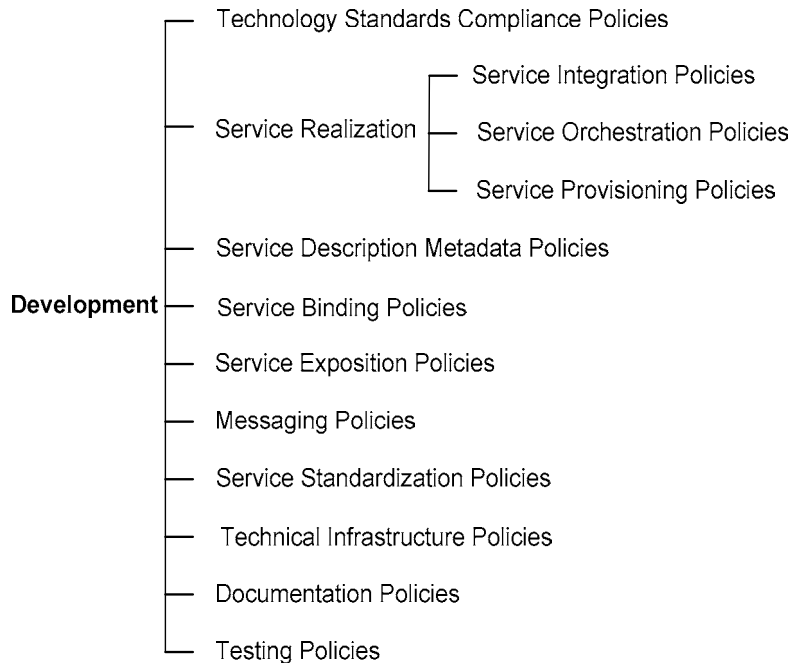 Technology Standards Compliance Policies
Service Integration Policies
Service Realization
Service Orchestration Policies
Service Provisioning Policies
Service Description Metadata Policies
Development
Service Binding Policies
Service Exposition Policies
Messaging Policies
Service Standardization Policies
Technical Infrastructure Policies
Documentation Policies
Testing Policies